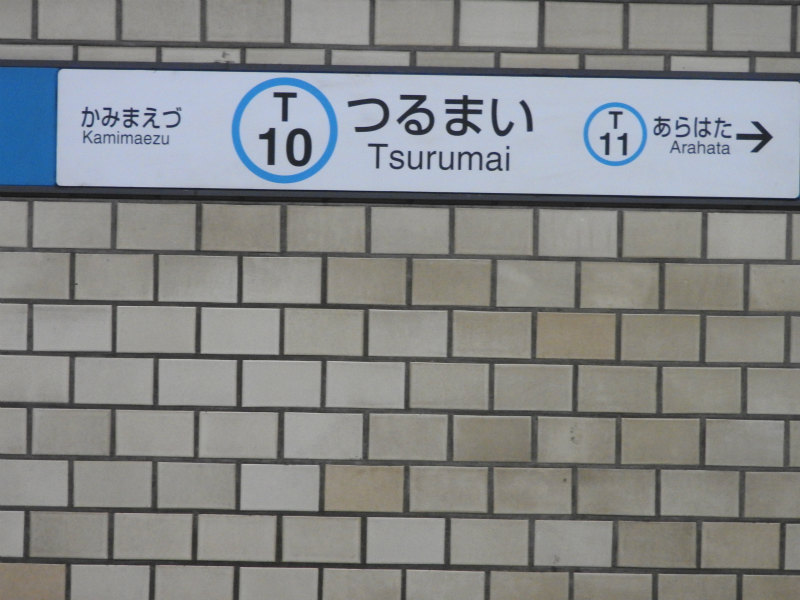 かみまえづ
Kamimaezu
T
10
つるまい
Tsurumai
T
11
あらはた
Arahata